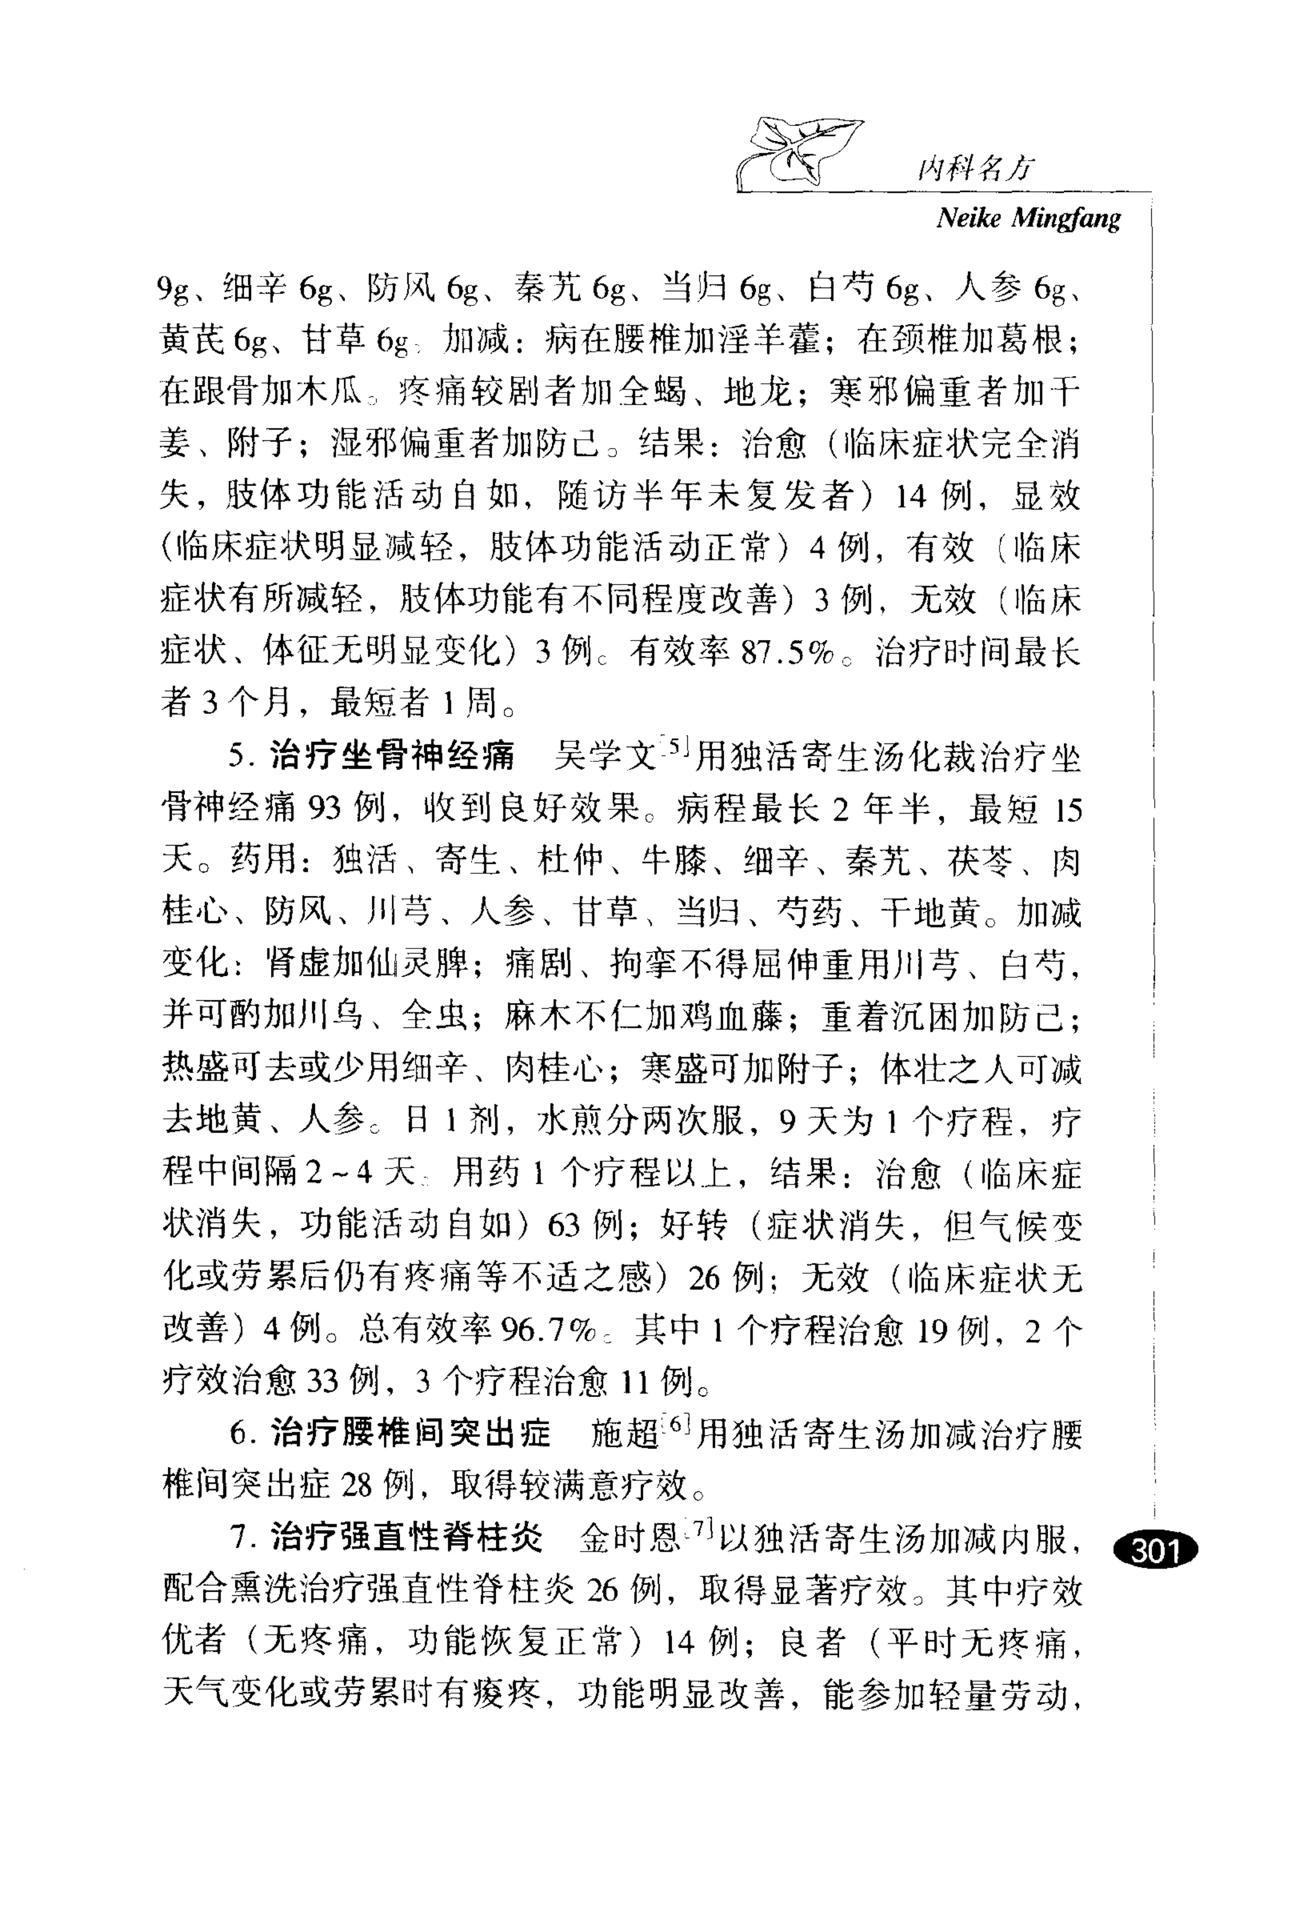 内科名方
Neike Mingfang
9g、细辛 6g、防风 6g、秦艽 6g、当归 6g、白芍 6g、人参 6g、
黄芪 6g、甘草 6g。加减：病在腰椎加淫羊藿；在颈椎加葛根；
在跟骨加木瓜。疼痛较剧者加全蝎、地龙；寒邪偏重者加干
姜、附子；湿邪偏重者加防己。结果：治愈（临床症状完全消
失，肢体功能活动自如，随访半年未复发者）14 例，显效
（临床症状明显减轻，肢体功能活动正常）4 例，有效（临床
症状有所减轻，肢体功能有不同程度改善）3 例，无效（临床
症状、体征无明显变化）3 例。有效率 87.5%。治疗时间最长
者 3 个月，最短者 1 周。
5. 治疗坐骨神经痛　吴学文[5]用独活寄生汤化裁治疗坐
骨神经痛 93 例，收到良好效果。病程最长 2 年半，最短 15
天。药用：独活、寄生、杜仲、牛膝、细辛、秦艽、茯苓、肉
桂心、防风、川芎、人参、甘草、当归、芍药、干地黄。加减
变化：肾虚加仙灵脾；痛剧、拘挛不得屈伸重用川芎、白芍，
并可酌加川乌、全虫；麻木不仁加鸡血藤；重着沉困加防己；
热盛可去或少用细辛、肉桂心；寒盛可加附子；体壮之人可减
去地黄、人参。日 1 剂，水煎分两次服，9 天为 1 个疗程，疗
程中间隔 2～4 天。用药 1 个疗程以上，结果：治愈（临床症
状消失，功能活动自如）63 例；好转（症状消失，但气候变
化或劳累后仍有疼痛等不适之感）26 例；无效（临床症状无
改善）4 例。总有效率 96.7%。其中 1 个疗程治愈 19 例，2 个
疗效治愈 33 例，3 个疗程治愈 11 例。
6. 治疗腰椎间突出症　施超[6]用独活寄生汤加减治疗腰
椎间突出症 28 例，取得较满意疗效。
7. 治疗强直性脊柱炎　金时恩[7]以独活寄生汤加减内服，
配合熏洗治疗强直性脊柱炎 26 例，取得显著疗效。其中疗效
优者（无疼痛，功能恢复正常）14 例；良者（平时无疼痛，
天气变化或劳累时有痠疼，功能明显改善，能参加轻量劳动，
301